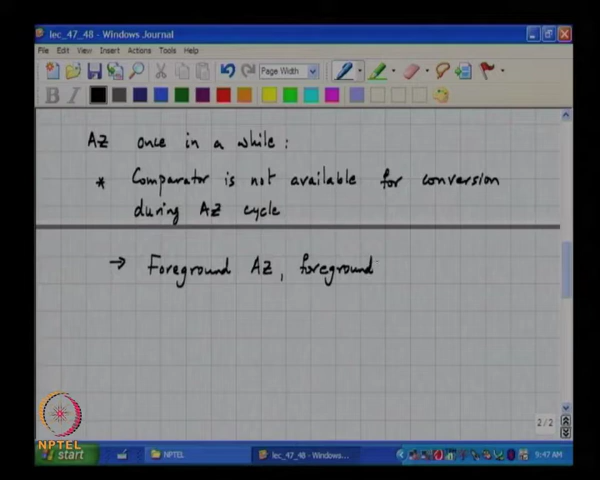 lec_47_48 - Windows Journal
File Edit View Insert Actions Tools Help
Page Width
B I
AZ once in a while :
* Comparator is not available for conversion
during AZ cycle
→ Foreground AZ, foreground
2/2
NPTEL
start NPTEL lec_47_48 - Windows... 9:47 AM